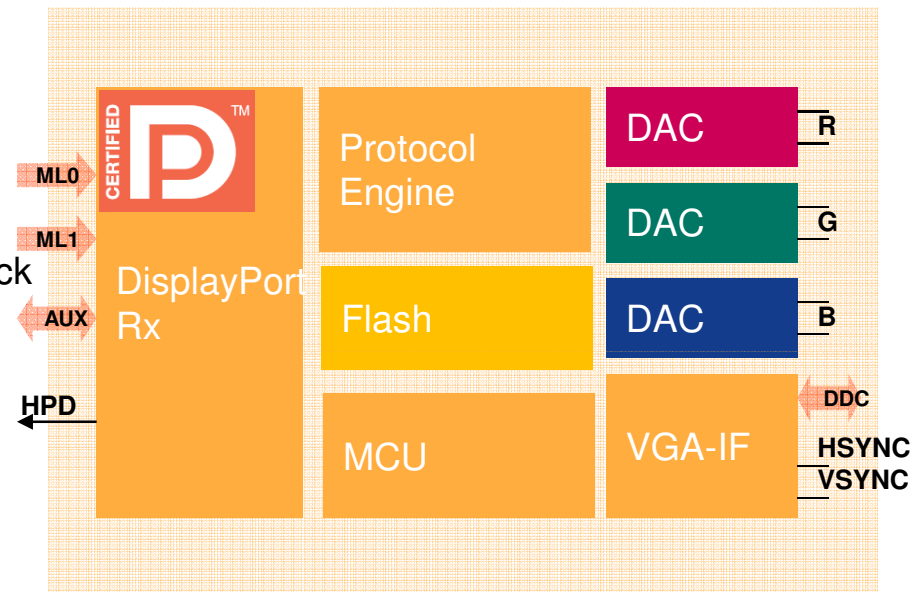 CERTIFIED
TM
ML0
ML1
ck
AUX
HPD
DisplayPort
Rx
Protocol
Engine
Flash
MCU
DAC
R
DAC
G
DAC
B
VGA-IF
DDC
HSYNC
VSYNC